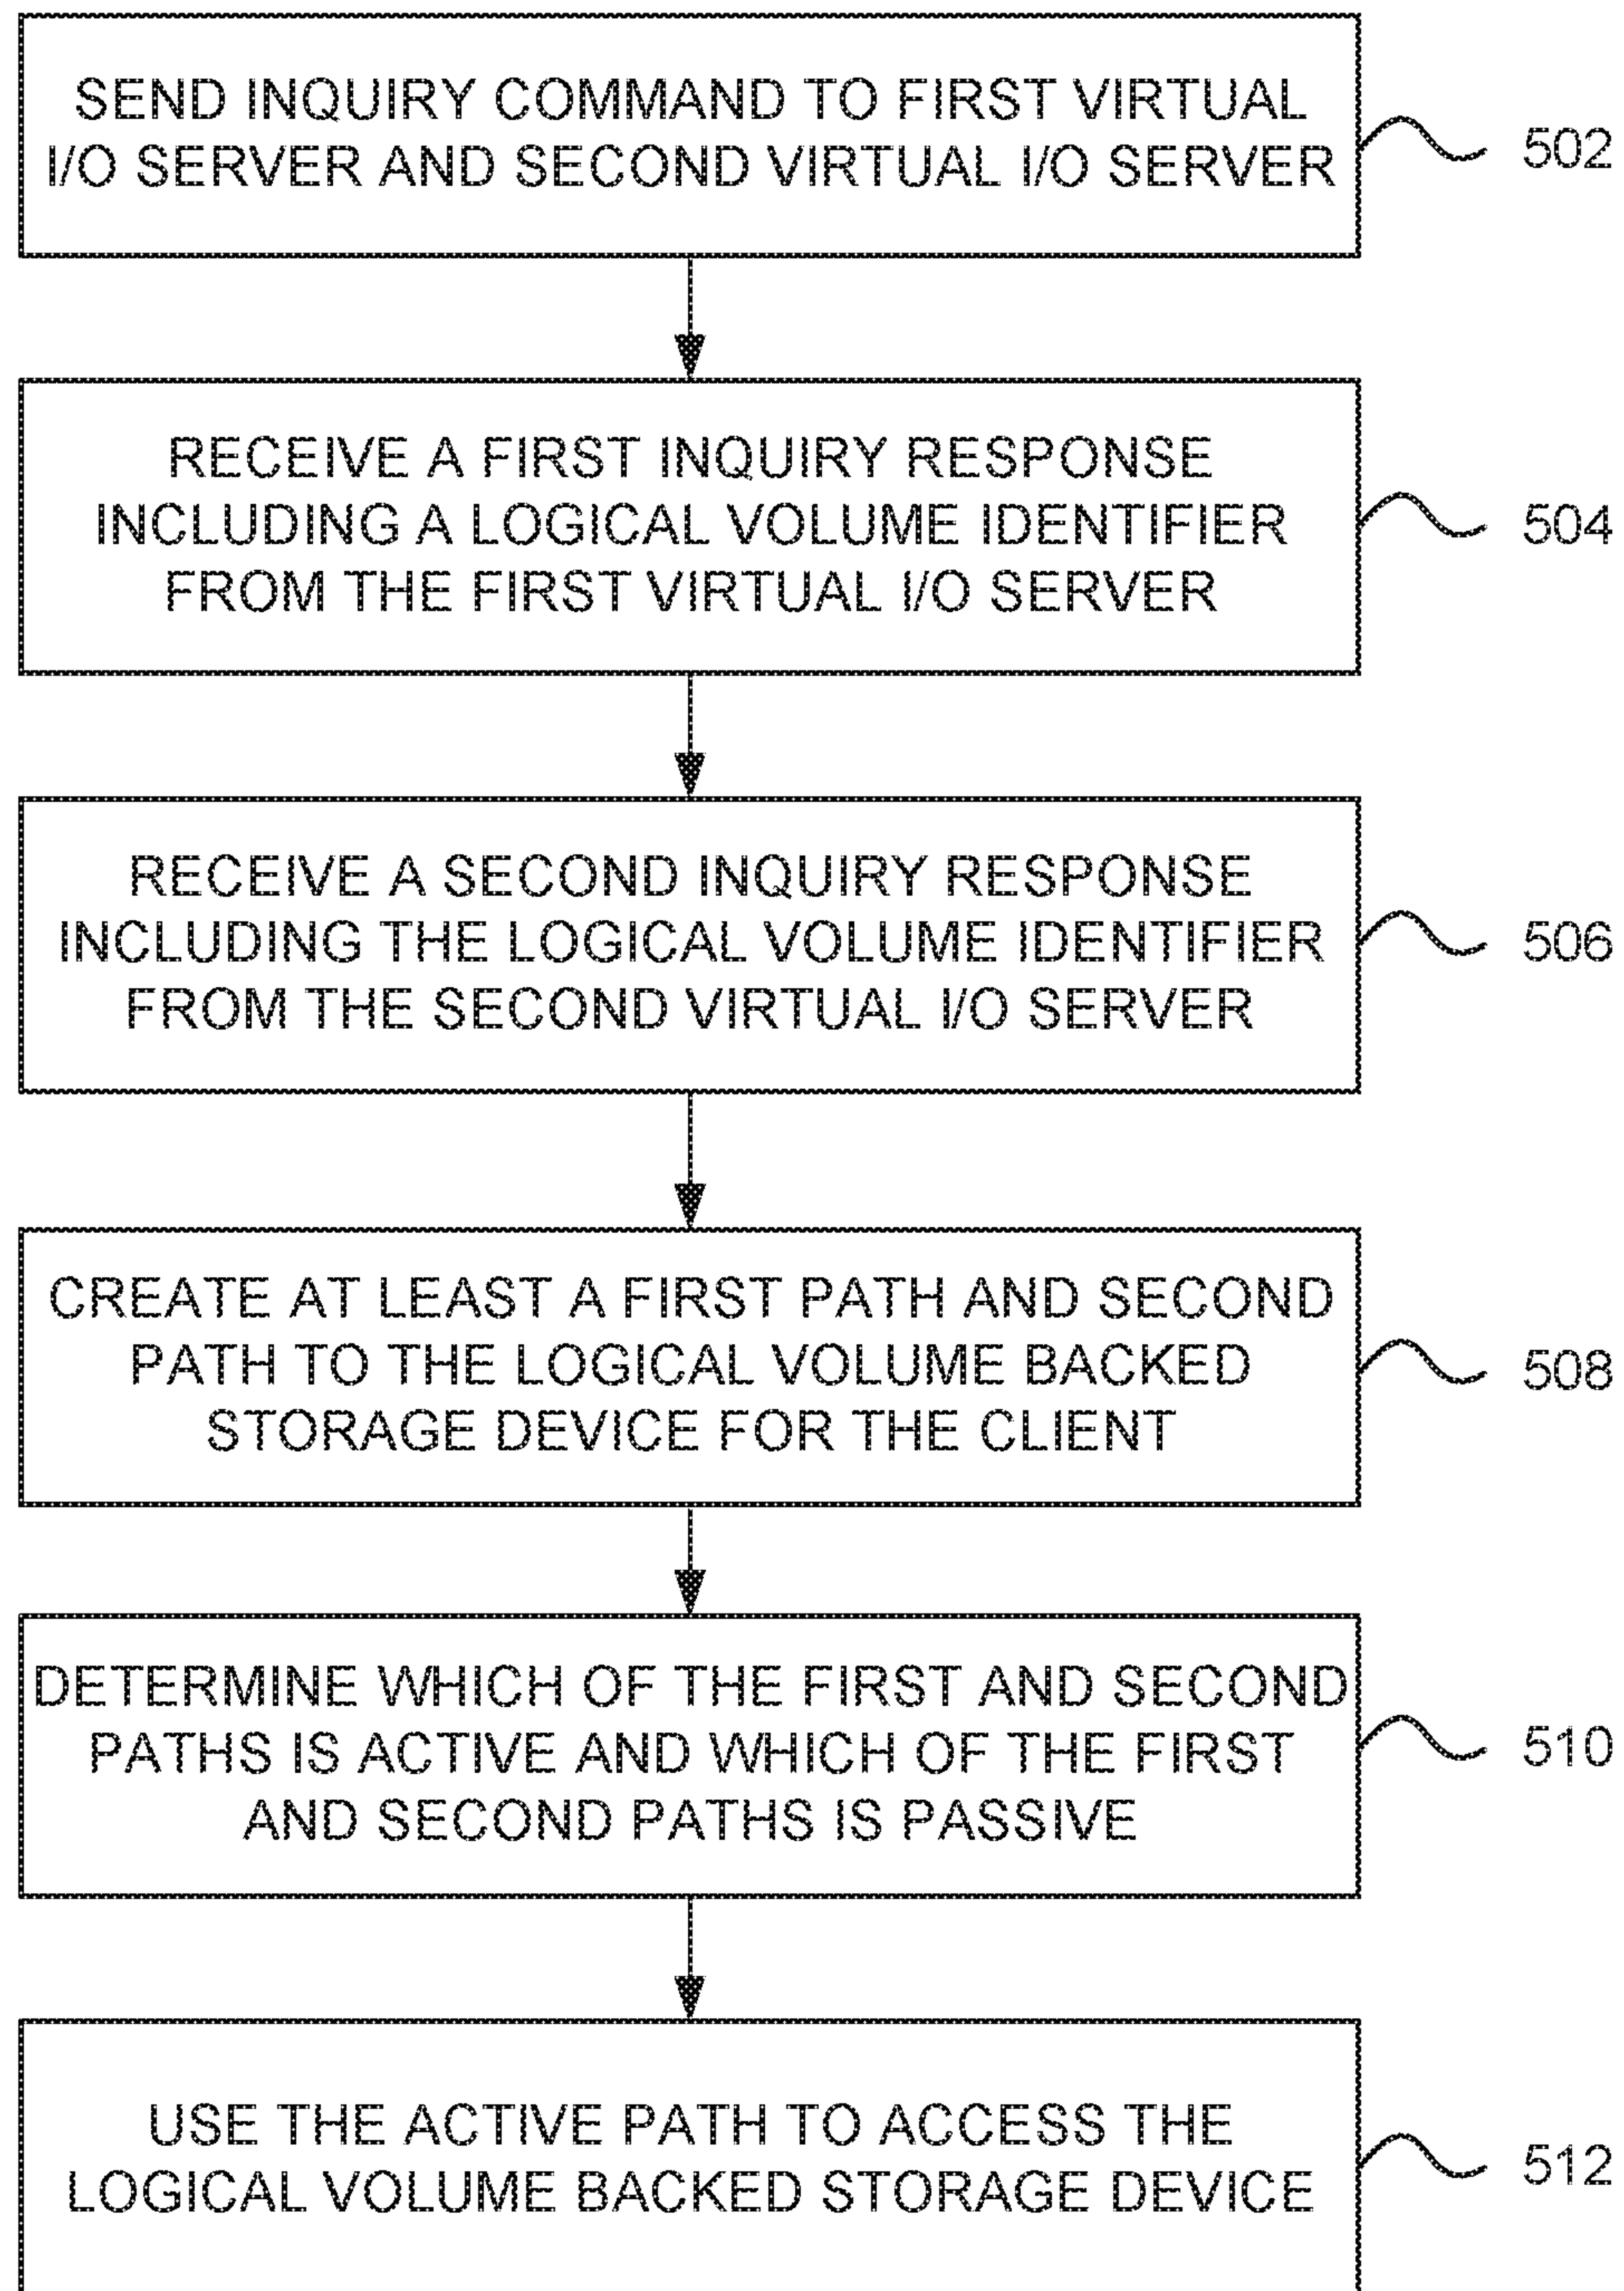 SEND INQUIRY COMMAND TO FIRST VIRTUAL
I/O SERVER AND SECOND VIRTUAL I/O SERVER
502
RECEIVE A FIRST INQUIRY RESPONSE
INCLUDING A LOGICAL VOLUME IDENTIFIER
FROM THE FIRST VIRTUAL I/O SERVER
504
RECEIVE A SECOND INQUIRY RESPONSE
INCLUDING THE LOGICAL VOLUME IDENTIFIER
FROM THE SECOND VIRTUAL I/O SERVER
506
CREATE AT LEAST A FIRST PATH AND SECOND
PATH TO THE LOGICAL VOLUME BACKED
STORAGE DEVICE FOR THE CLIENT
508
DETERMINE WHICH OF THE FIRST AND SECOND
PATHS IS ACTIVE AND WHICH OF THE FIRST
AND SECOND PATHS IS PASSIVE
510
USE THE ACTIVE PATH TO ACCESS THE
LOGICAL VOLUME BACKED STORAGE DEVICE
512